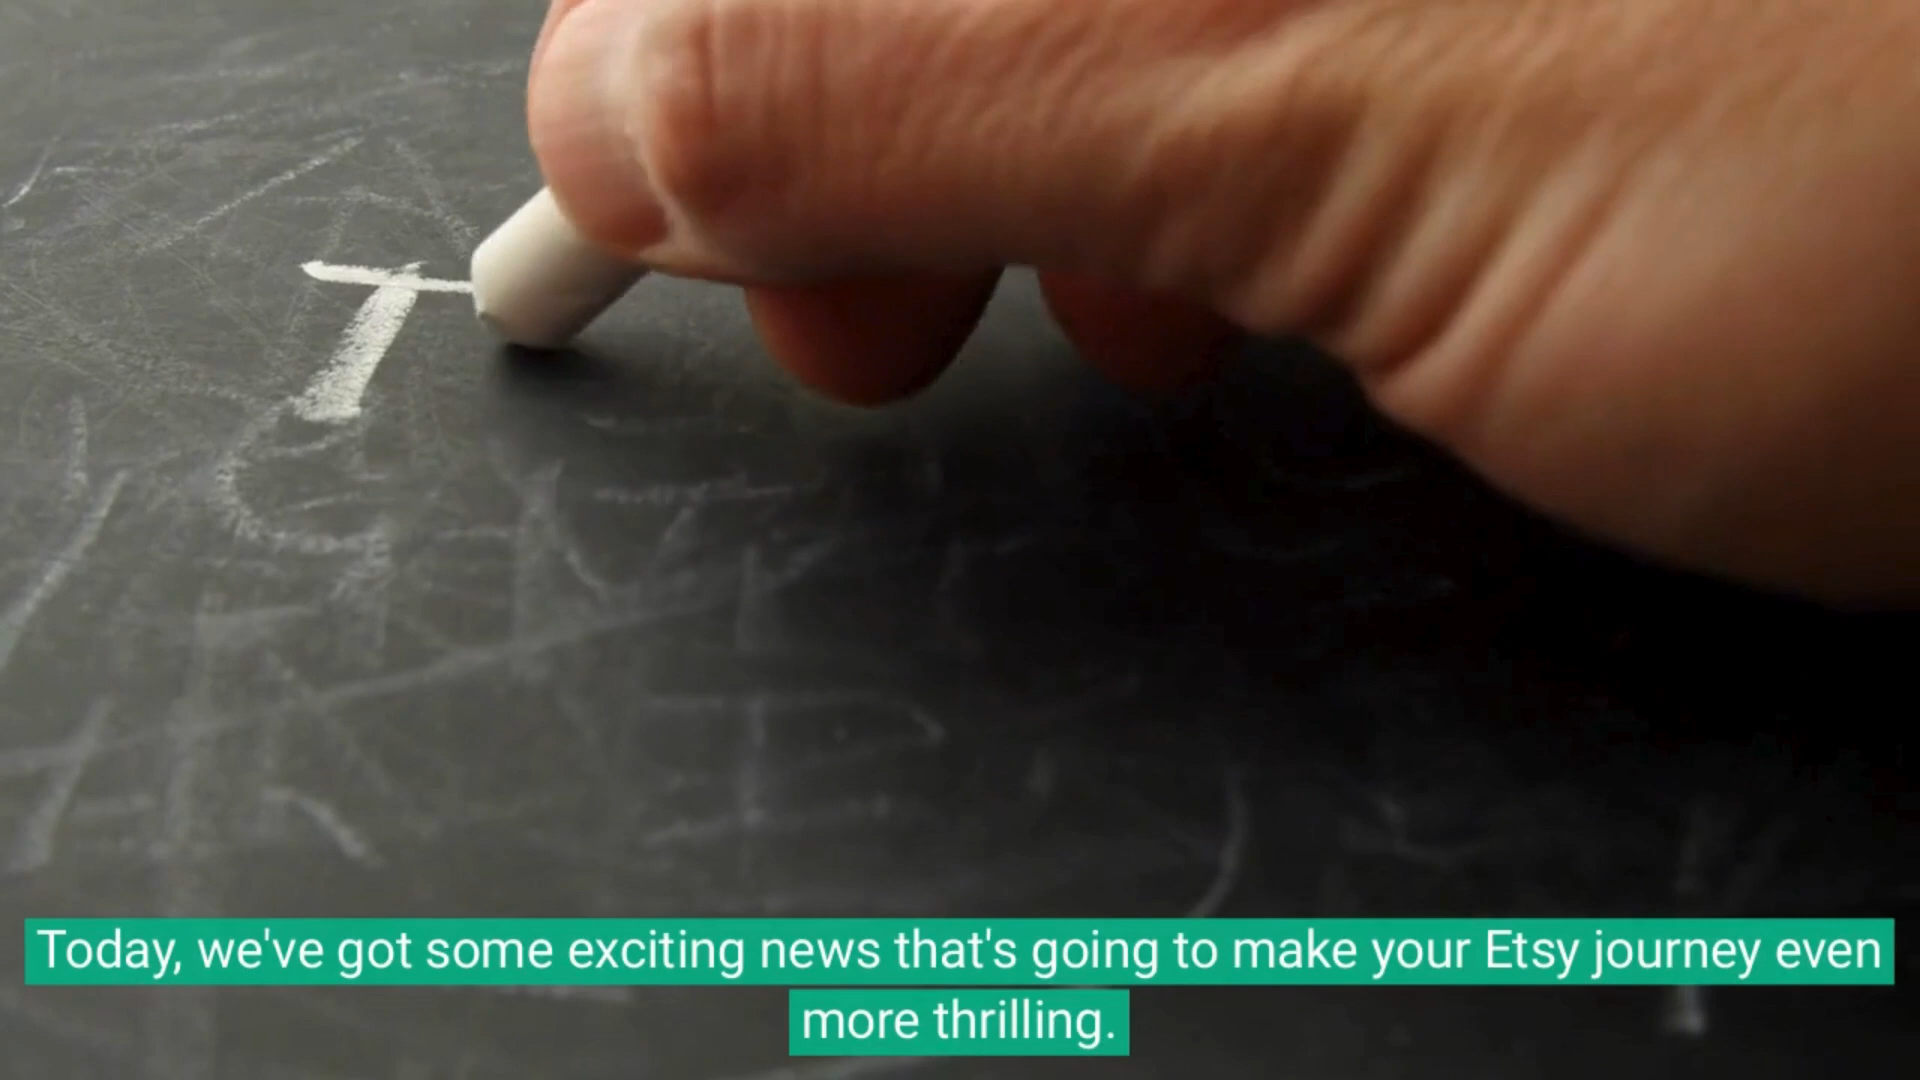 T
Today, we've got some exciting news that's going to make your Etsy journey even
more thrilling.